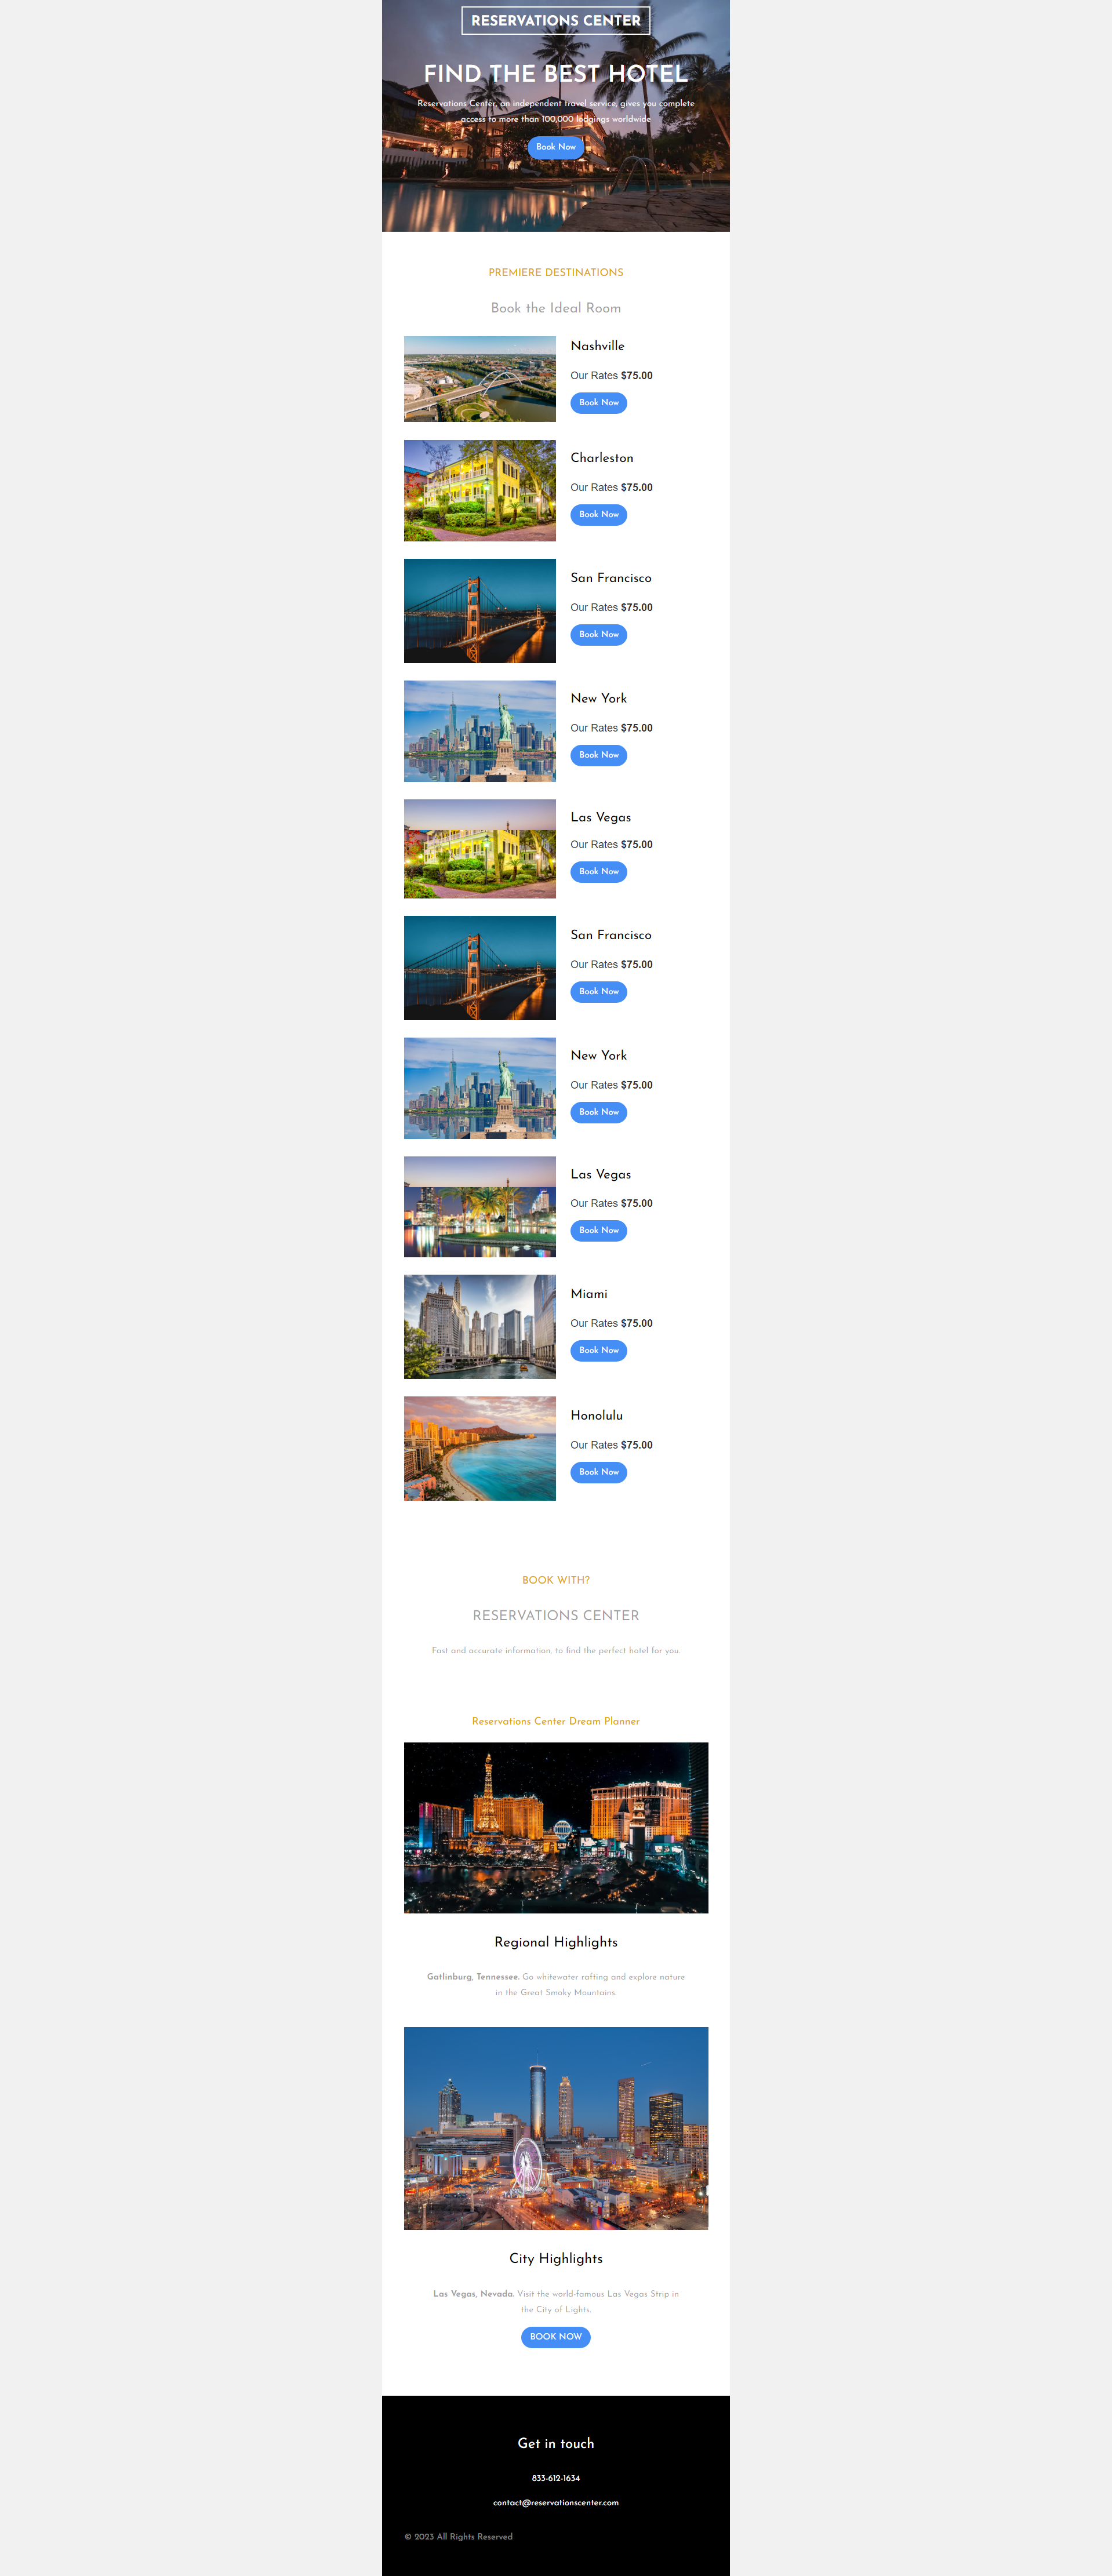 RESERVATIONS CENTER
FIND THE BEST HOTEL
Reservations Center, an independent travel service, gives you complete
access to more than 100,000 lodgings worldwide
Book Now
PREMIERE DESTINATIONS
Book the Ideal Room
Nashville
Our Rates $75.00
Book Now
Charleston
Our Rates $75.00
Book Now
San Francisco
Our Rates $75.00
Book Now
New York
Our Rates $75.00
Book Now
Las Vegas
Our Rates $75.00
Book Now
San Francisco
Our Rates $75.00
Book Now
New York
Our Rates $75.00
Book Now
Las Vegas
Our Rates $75.00
Book Now
Miami
Our Rates $75.00
Book Now
Honolulu
Our Rates $75.00
Book Now
BOOK WITH?
RESERVATIONS CENTER
Fast and accurate information, to find the perfect hotel for you.
Reservations Center Dream Planner
planet hollywood
Regional Highlights
Gatlinburg, Tennessee. Go whitewater rafting and explore nature
in the Great Smoky Mountains.
City Highlights
Las Vegas, Nevada. Visit the world-famous Las Vegas Strip in
the City of Lights.
BOOK NOW
Get in touch
833-612-1634
contact@reservationscenter.com
© 2023 All Rights Reserved